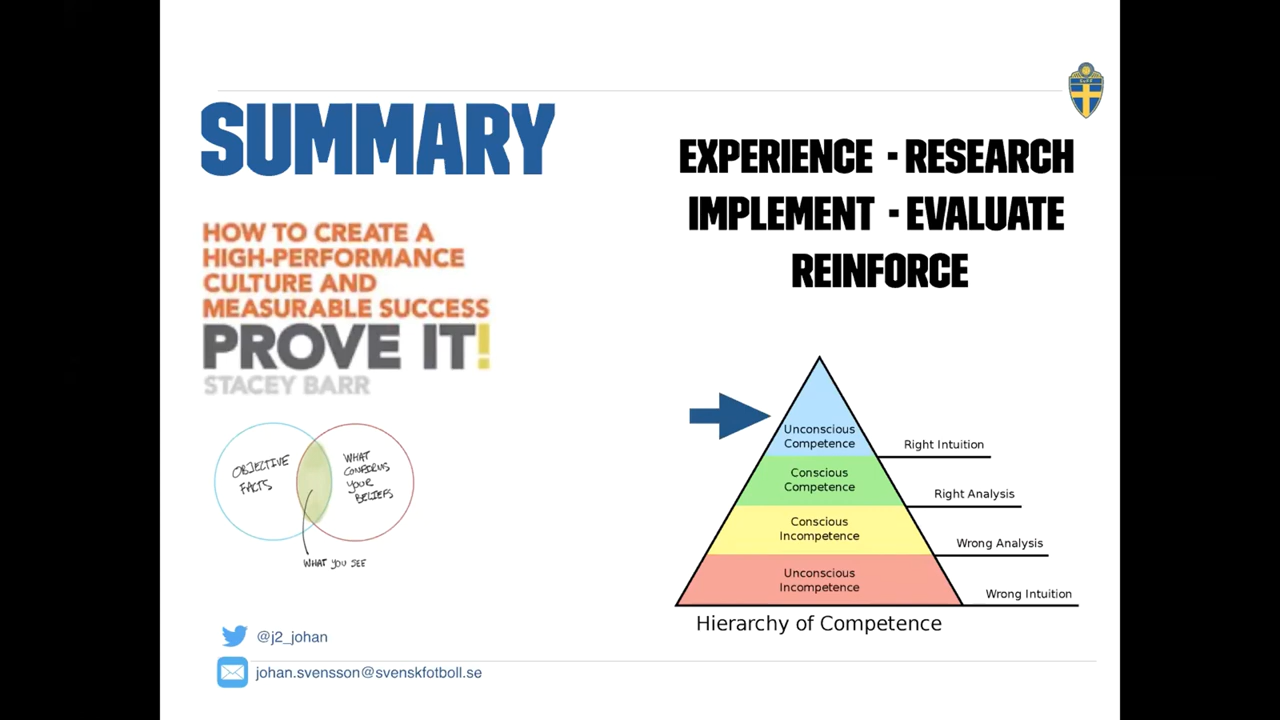 SUMMARY
HOW TO CREATE A
HIGH-PERFORMANCE
CULTURE AND
MEASURABLE SUCCESS
PROVE IT!
STACEY BARR
OBJECTIVE
FACTS
WHAT
CONFIRMS
YOUR
BELIEFS
WHAT YOU SEE
@j2_johan
johan.svensson@svenskfotboll.se
EXPERIENCE - RESEARCH
IMPLEMENT - EVALUATE
REINFORCE
Unconscious
Competence
Right Intuition
Conscious
Competence
Right Analysis
Conscious
Incompetence
Wrong Analysis
Unconscious
Incompetence
Wrong Intuition
Hierarchy of Competence